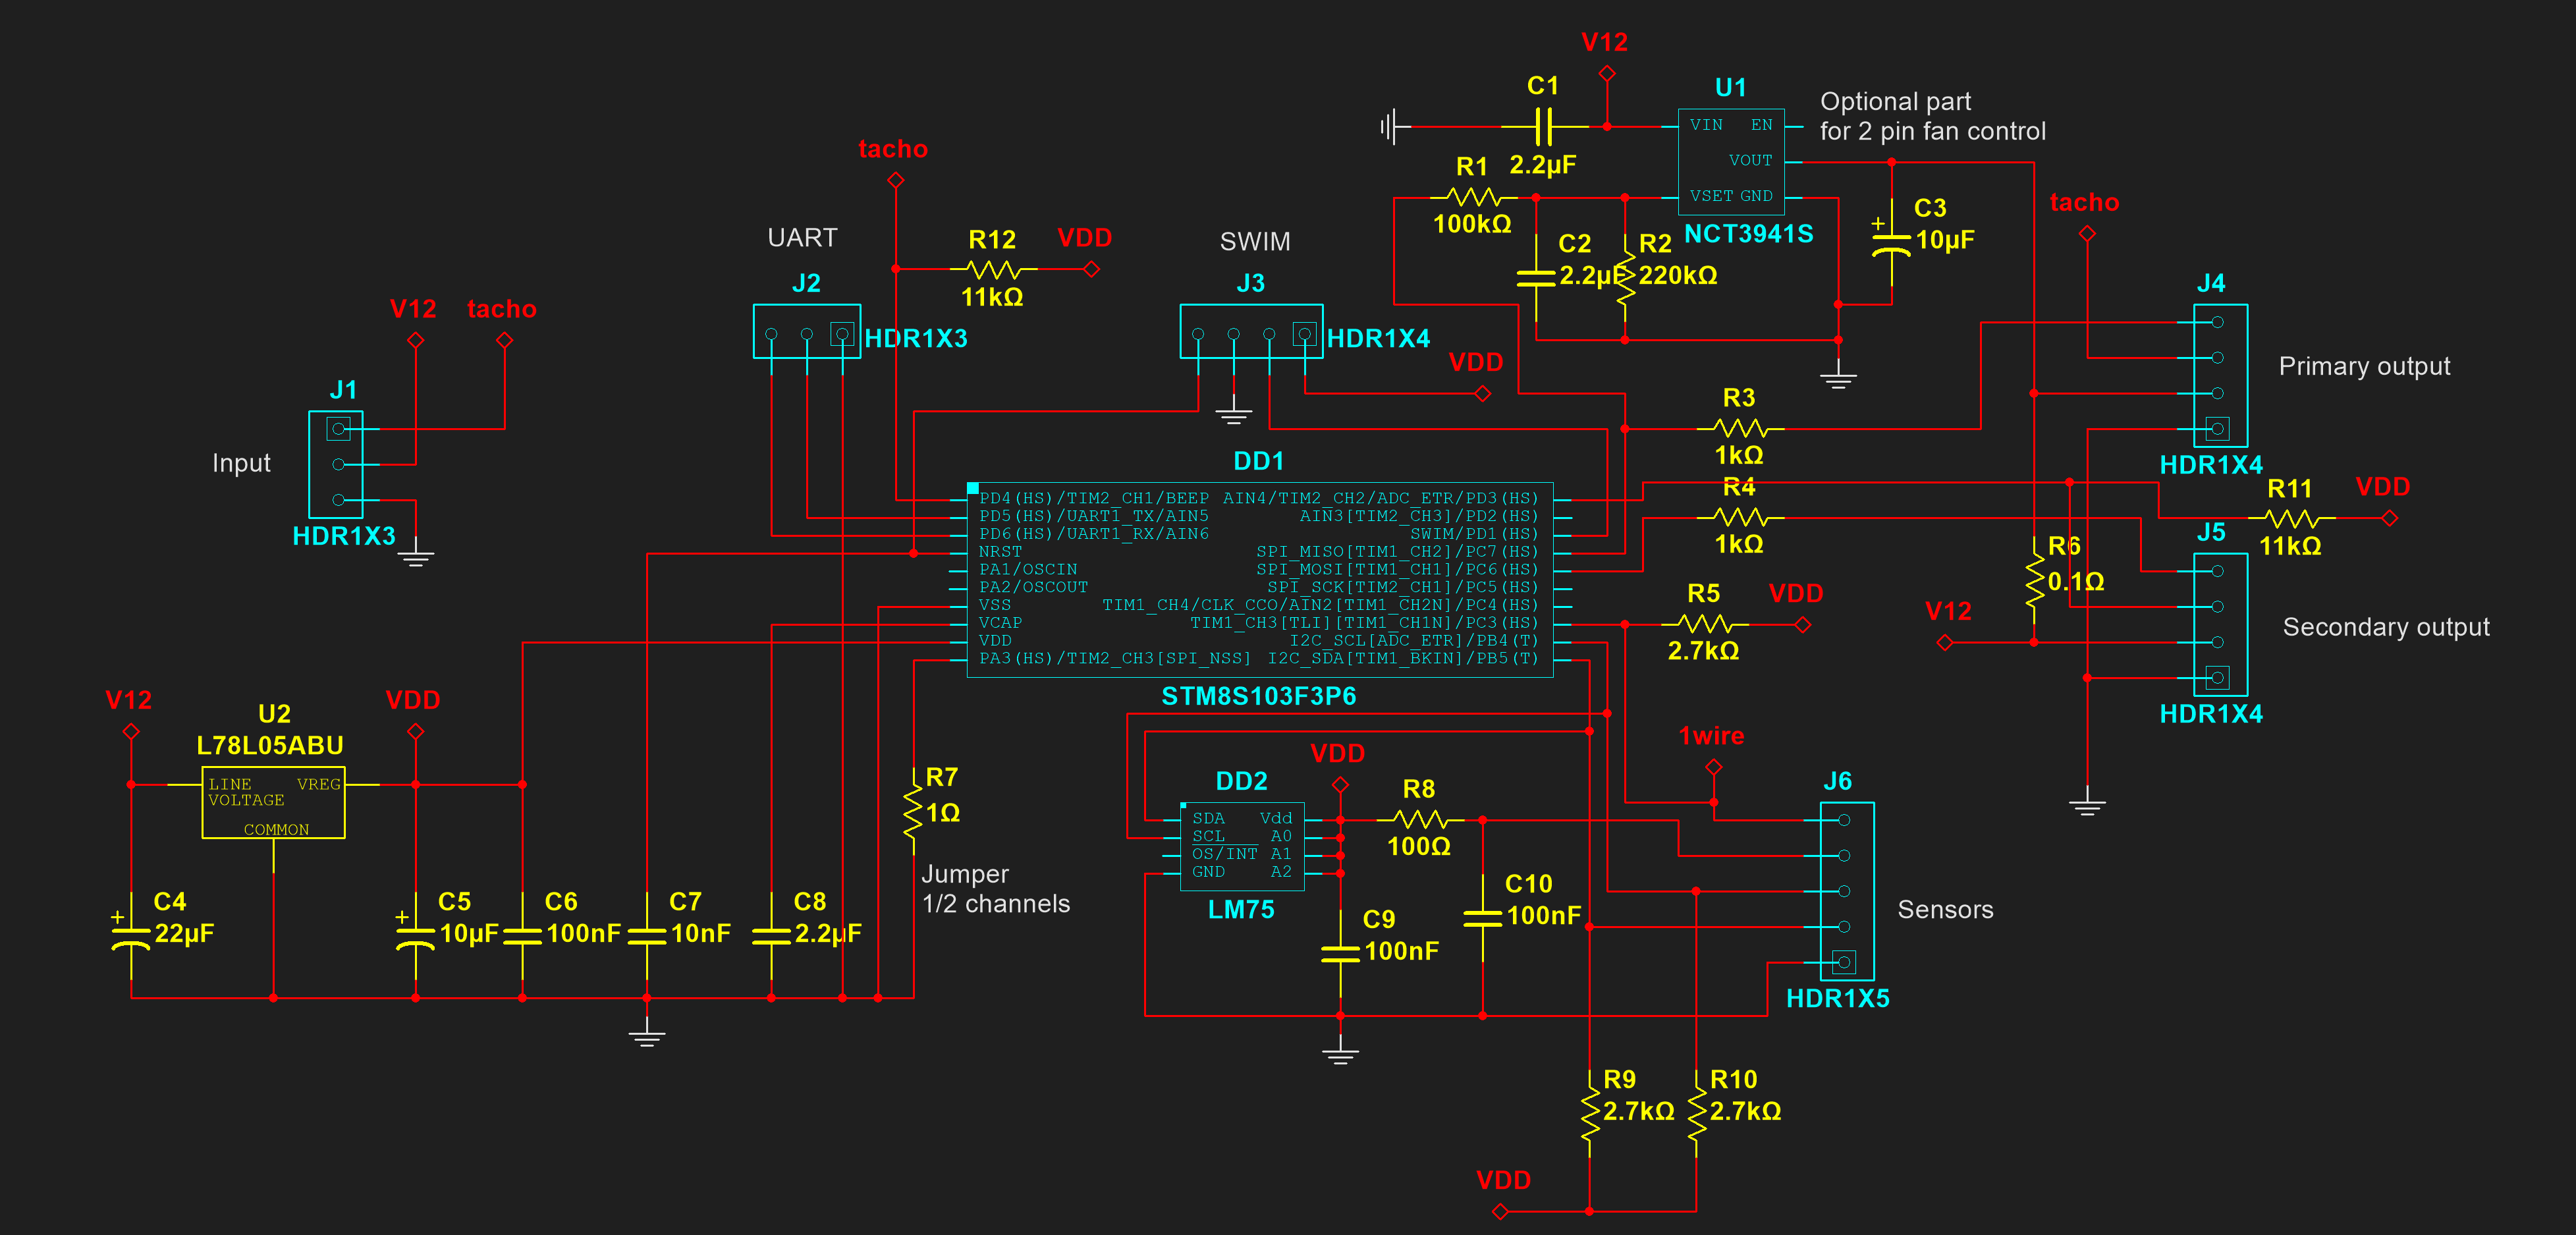 V12
C1
2.2µF
U1
VIN EN
VOUT
VSET GND
NCT3941S
Optional part
for 2 pin fan control
R1
100kΩ
C2
2.2µF
R2
220kΩ
C3
10µF
tacho
R12
11kΩ
VDD
UART
J2
HDR1X3
SWIM
J3
HDR1X4
VDD
V12
tacho
J1
Input
HDR1X3
tacho
J4
Primary output
HDR1X4
R3
1kΩ
R4
1kΩ
R11
11kΩ
VDD
J5
Secondary output
HDR1X4
R6
0.1Ω
V12
R5
2.7kΩ
VDD
DD1
PD4(HS)/TIM2_CH1/BEEP AIN4/TIM2_CH2/ADC_ETR/PD3(HS)
PD5(HS)/UART1_TX/AIN5 AIN3[TIM2_CH3]/PD2(HS)
PD6(HS)/UART1_RX/AIN6 SWIM/PD1(HS)
NRST SPI_MISO[TIM1_CH2]/PC7(HS)
PA1/OSCIN SPI_MOSI[TIM1_CH1]/PC6(HS)
PA2/OSCOUT SPI_SCK[TIM2_CH1]/PC5(HS)
VSS TIM1_CH4/CLK_CCO/AIN2[TIM1_CH2N]/PC4(HS)
VCAP TIM1_CH3[TLI][TIM1_CH1N]/PC3(HS)
VDD I2C_SCL[ADC_ETR]/PB4(T)
PA3(HS)/TIM2_CH3[SPI_NSS] I2C_SDA[TIM1_BKIN]/PB5(T)
STM8S103F3P6
V12
U2
L78L05ABU
LINE VREG
VOLTAGE
COMMON
VDD
C4
22µF
C5
10µF
C6
100nF
C7
10nF
C8
2.2µF
R7
1Ω
Jumper
1/2 channels
VDD
DD2
SDA Vdd
SCL A0
OS/INT A1
GND A2
LM75
R8
100Ω
C9
100nF
C10
100nF
1wire
J6
Sensors
HDR1X5
R9
2.7kΩ
R10
2.7kΩ
VDD